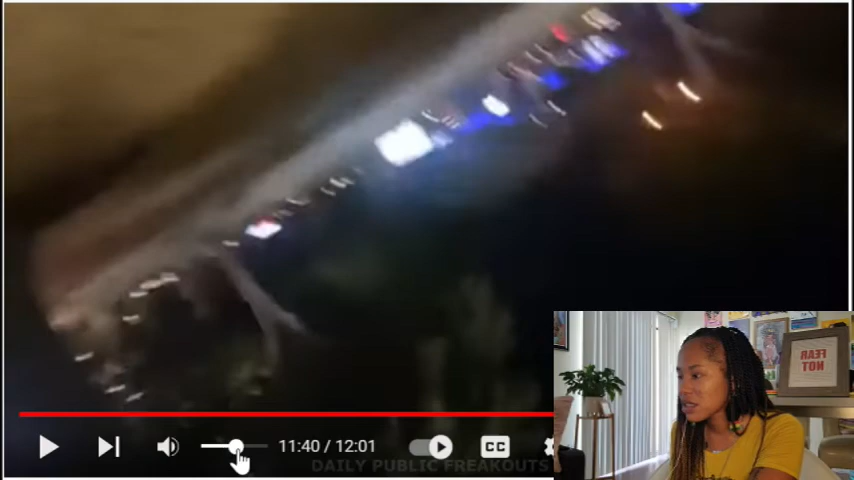 11:40 / 12:01
CC
DAILY PUBLIC FREAKOUTS
FEAR
NOT